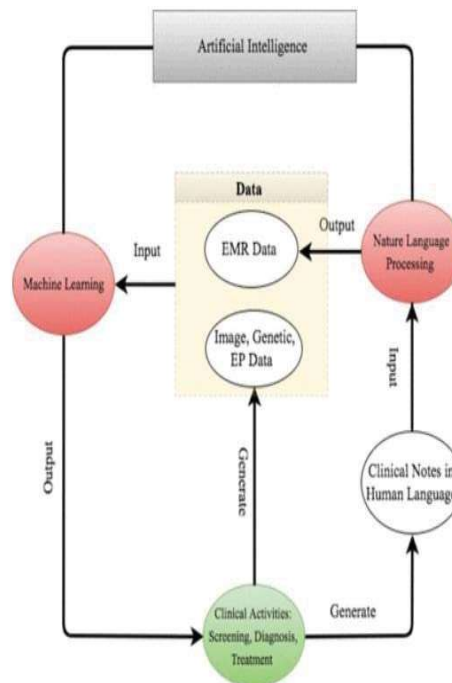 Artificial Intelligence
Data
Output
EMR Data
Nature Language
Processing
Input
Machine Learning
Image, Genetic,
EP Data
Input
Output
Generate
Clinical Notes in
Human Language
Clinical Activities:
Screening, Diagnosis,
Treatment
Generate